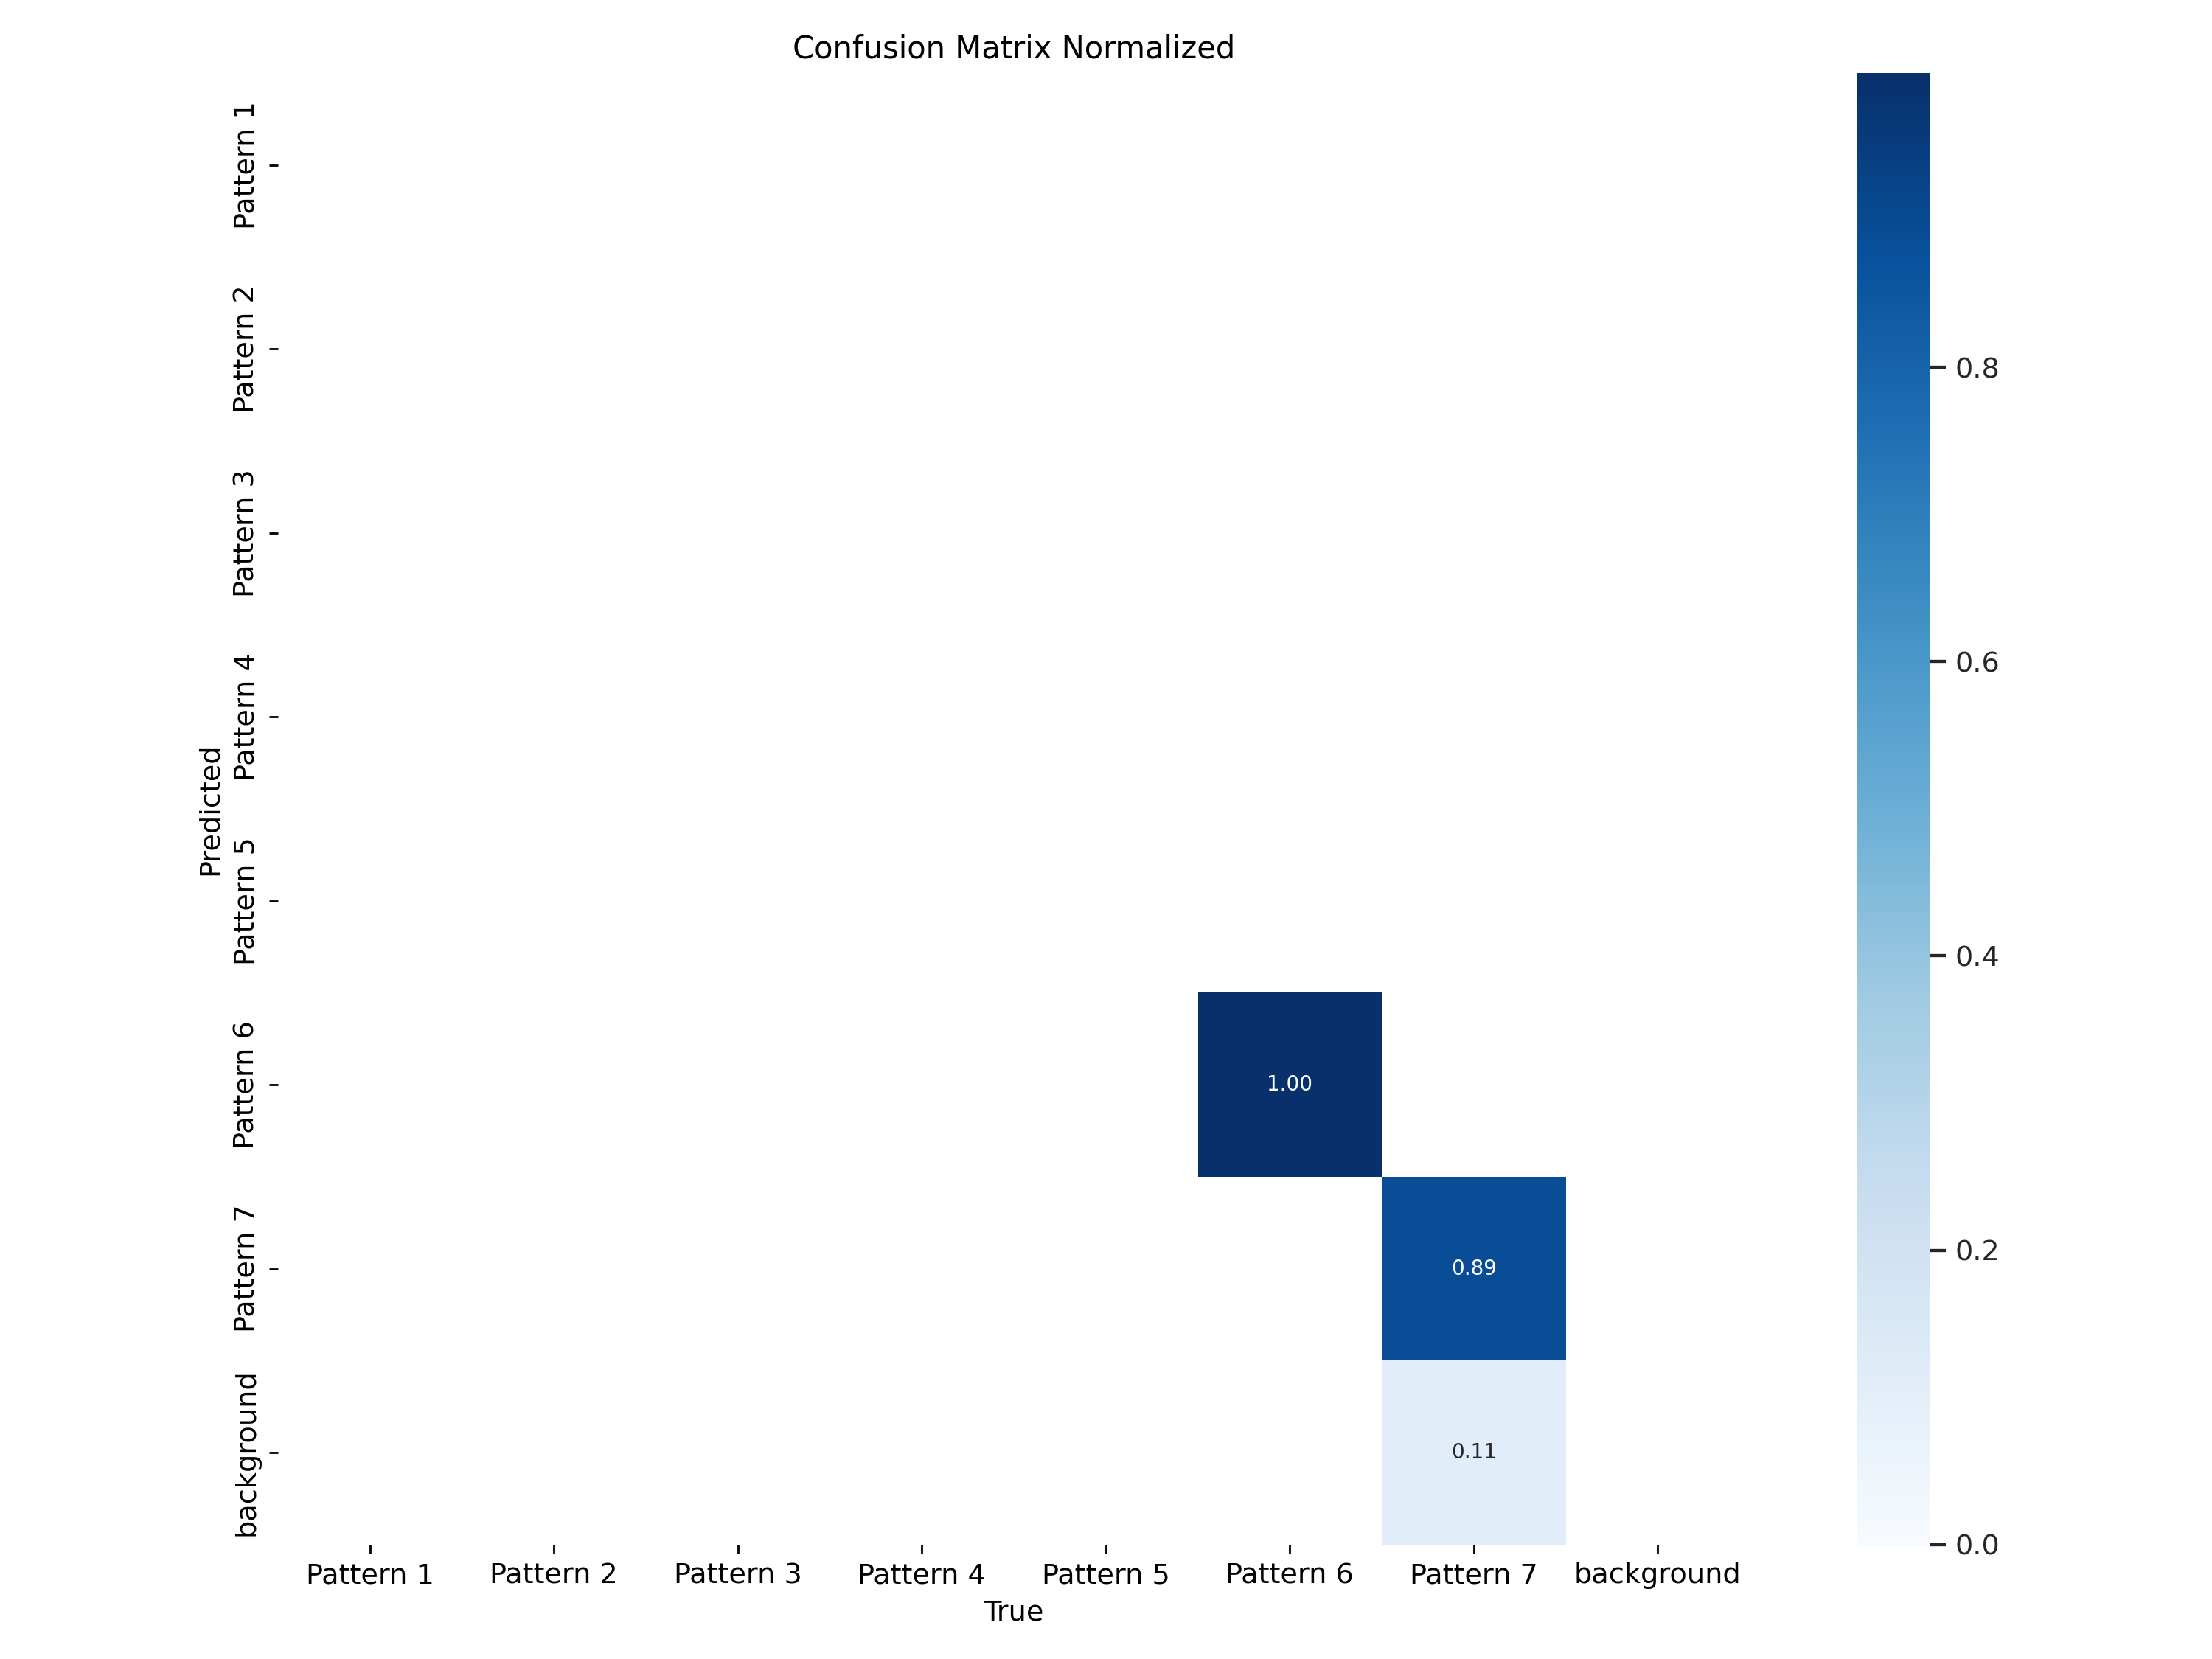 Confusion Matrix Normalized
Predicted
Pattern 1
Pattern 2
Pattern 3
Pattern 4
Pattern 5
Pattern 6
Pattern 7
background
1.00
0.89
0.11
Pattern 1
Pattern 2
Pattern 3
Pattern 4
Pattern 5
Pattern 6
Pattern 7
background
True
0.8
0.6
0.4
0.2
0.0